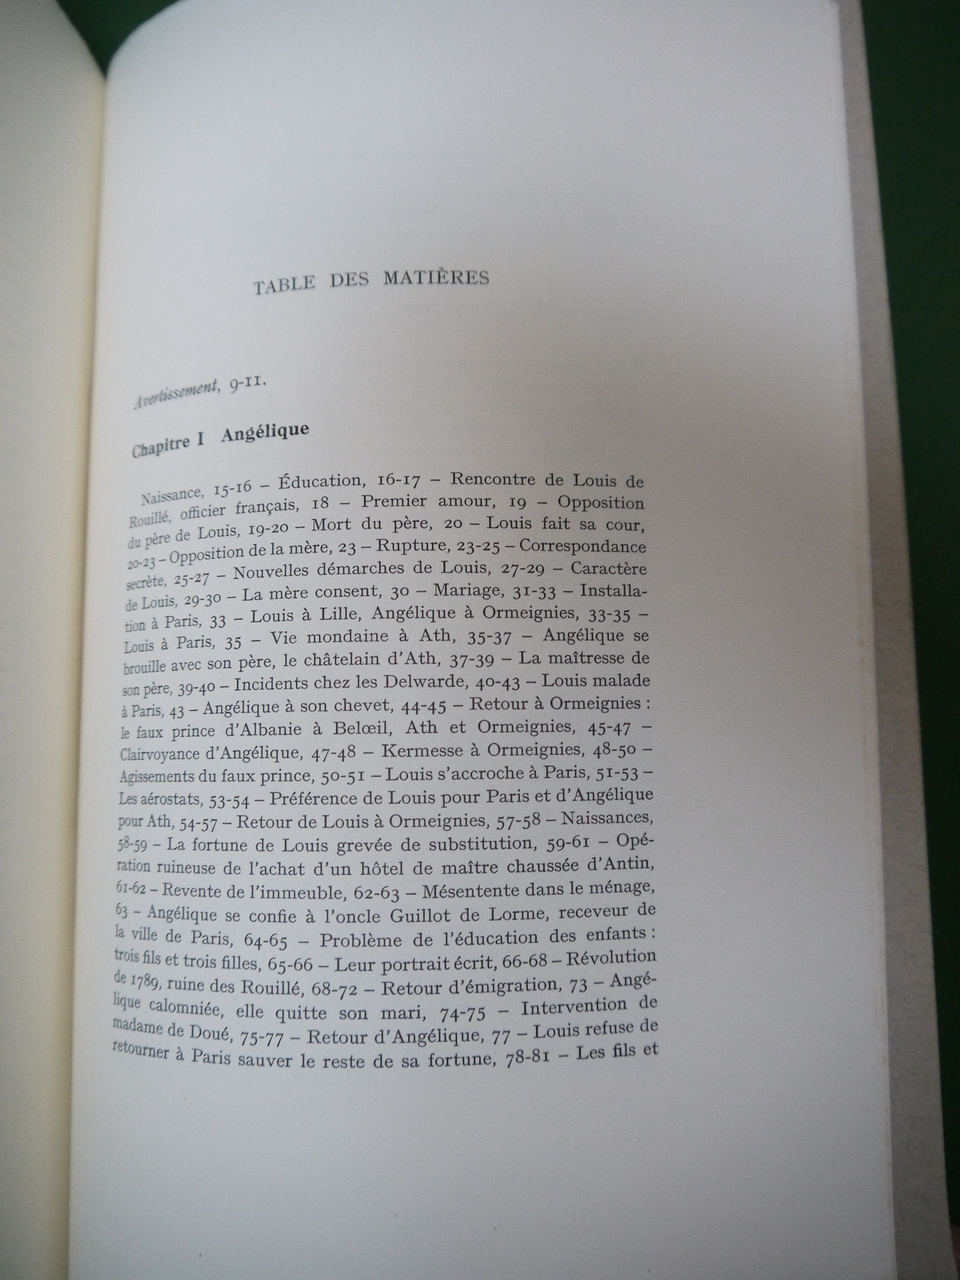 TABLE DES MATIÈRES
Avertissement, 9-11.
Chapitre I Angélique
Naissance, 15-16 – Éducation, 16-17 – Rencontre de Louis de
Rouillé, officier français, 18 – Premier amour, 19 – Opposition
du père de Louis, 19-20 – Mort du père, 20 – Louis fait sa cour,
20-23 – Opposition de la mère, 23 – Rupture, 23-25 – Correspondance
secrète, 25-27 – Nouvelles démarches de Louis, 27-29 – Caractère
de Louis, 29-30 – La mère consent, 30 – Mariage, 31-33 – Installa-
tion à Paris, 33 – Louis à Lille, Angélique à Ormeignies, 33-35 –
Louis à Paris, 35 – Vie mondaine à Ath, 35-37 – Angélique se
brouille avec son père, le châtelain d'Ath, 37-39 – La maîtresse de
son père, 39-40 – Incidents chez les Delwarde, 40-43 – Louis malade
à Paris, 43 – Angélique à son chevet, 44-45 – Retour à Ormeignies :
le faux prince d'Albanie à Belœil, Ath et Ormeignies, 45-47 –
Clairvoyance d'Angélique, 47-48 – Kermesse à Ormeignies, 48-50 –
Agissements du faux prince, 50-51 – Louis s'accroche à Paris, 51-53 –
Les aérostats, 53-54 – Préférence de Louis pour Paris et d'Angélique
pour Ath, 54-57 – Retour de Louis à Ormeignies, 57-58 – Naissances,
58-59 – La fortune de Louis grevée de substitution, 59-61 – Opé-
ration ruineuse de l'achat d'un hôtel de maître chaussée d'Antin,
61-62 – Revente de l'immeuble, 62-63 – Mésentente dans le ménage,
63 – Angélique se confie à l'oncle Guillot de Lorme, receveur de
la ville de Paris, 64-65 – Problème de l'éducation des enfants :
trois fils et trois filles, 65-66 – Leur portrait écrit, 66-68 – Révolution
de 1789, ruine des Rouillé, 68-72 – Retour d'émigration, 73 – Angé-
lique calomniée, elle quitte son mari, 74-75 – Intervention de
madame de Doué, 75-77 – Retour d'Angélique, 77 – Louis refuse de
retourner à Paris sauver le reste de sa fortune, 78-81 – Les fils et